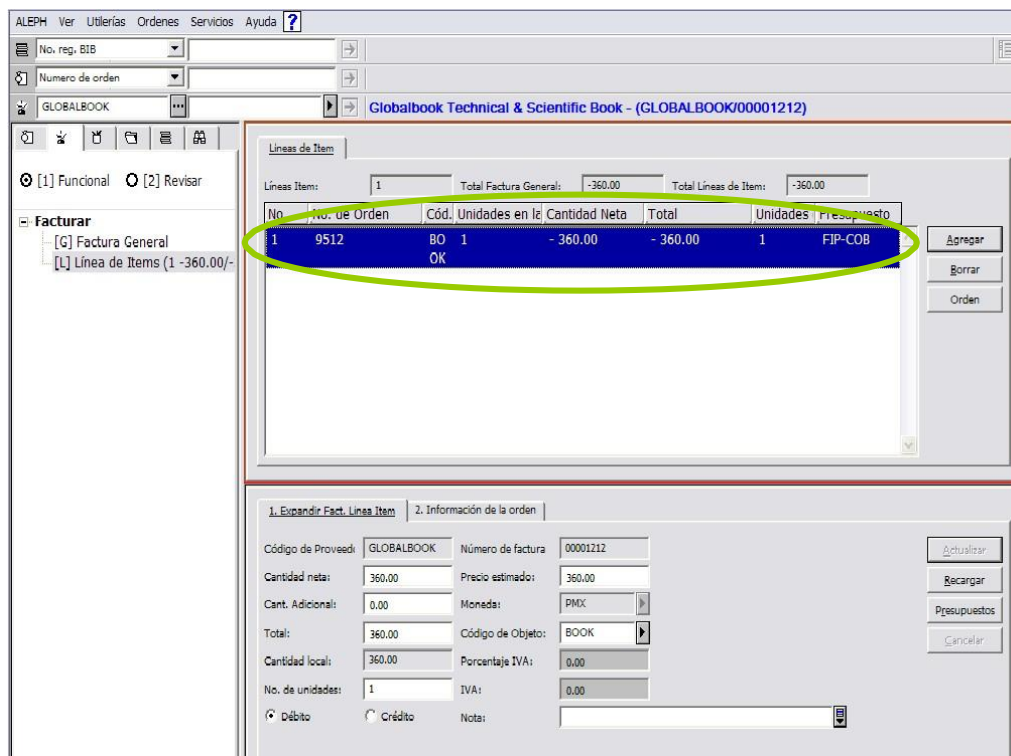 ALEPH Ver Utilerías Ordenes Servicios Ayuda ?
No. reg. BIB
Numero de orden
GLOBALBOOK Globalbook Technical & Scientific Book - (GLOBALBOOK/00001212)
[1] Funcional [2] Revisar
Facturar
[G] Factura General
[L] Línea de Items (1 -360.00/-
Lineas de Item
Líneas Item: 1 Total Factura General: -360.00 Total Líneas de Item: -360.00
No. No. de Orden Cód. Unidades en la Cantidad Neta Total Unidades Presupuesto
1 9512 BO 1 - 360.00 - 360.00 1 FIP-COB
OK
Agregar
Borrar
Orden
1. Expandir Fact. Linea Item 2. Información de la orden
Código de Proveed GLOBALBOOK Número de factura 00001212
Cantidad neta: 360.00 Precio estimado: 360.00
Cant. Adicional: 0.00 Moneda: PMX
Total: 360.00 Código de Objeto: BOOK
Cantidad local: 360.00 Porcentaje IVA: 0.00
No. de unidades: 1 IVA: 0.00
Débito Crédito Nota:
Actualizar
Recargar
Presupuestos
Cancelar